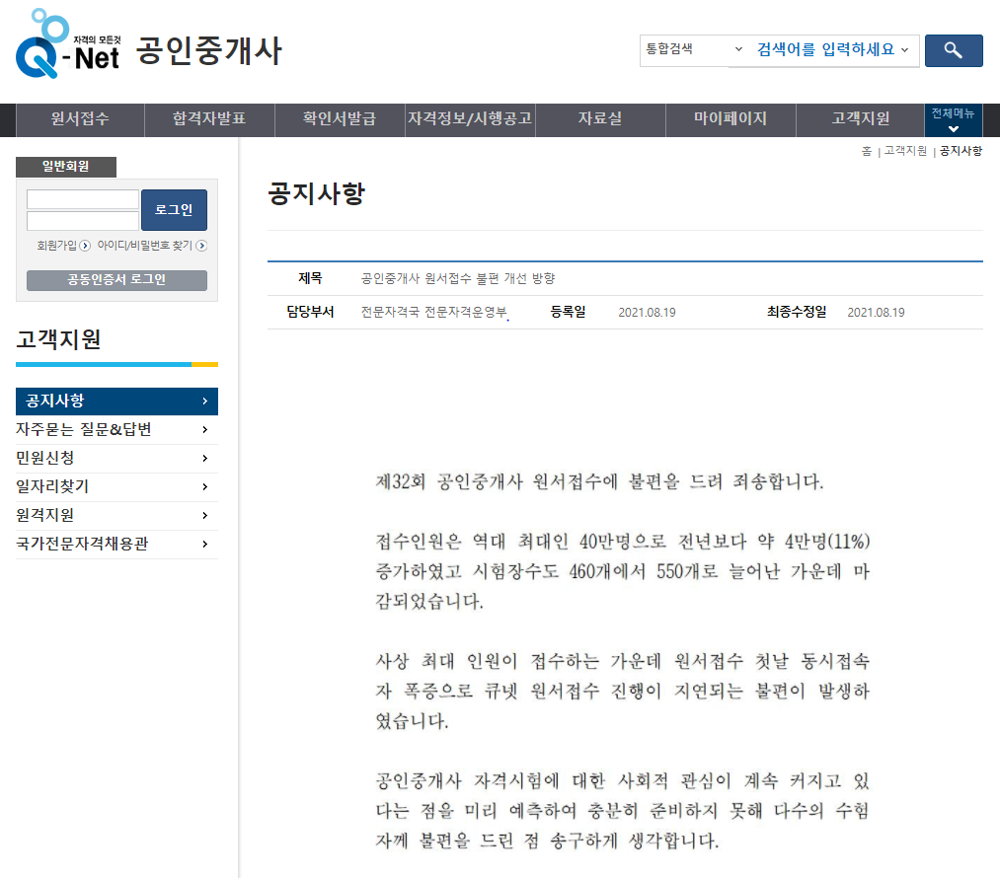 자격의 모든것
Q-Net 공인중개사
통합검색 검색어를 입력하세요
원서접수 합격자발표 확인서발급 자격정보/시행공고 자료실 마이페이지 고객지원 전체메뉴
홈 | 고객지원 | 공지사항
일반회원
로그인
회원가입 아이디/비밀번호 찾기
공동인증서 로그인
고객지원
공지사항
자주묻는 질문&답변
민원신청
일자리찾기
원격지원
국가전문자격채용관
공지사항
제목 공인중개사 원서접수 불편 개선 방향
담당부서 전문자격국 전문자격운영부 등록일 2021.08.19 최종수정일 2021.08.19
제32회 공인중개사 원서접수에 불편을 드려 죄송합니다.
접수인원은 역대 최대인 40만명으로 전년보다 약 4만명(11%)
증가하였고 시험장수도 460개에서 550개로 늘어난 가운데 마
감되었습니다.
사상 최대 인원이 접수하는 가운데 원서접수 첫날 동시접속
자 폭증으로 큐넷 원서접수 진행이 지연되는 불편이 발생하
였습니다.
공인중개사 자격시험에 대한 사회적 관심이 계속 커지고 있
다는 점을 미리 예측하여 충분히 준비하지 못해 다수의 수험
자께 불편을 드린 점 송구하게 생각합니다.